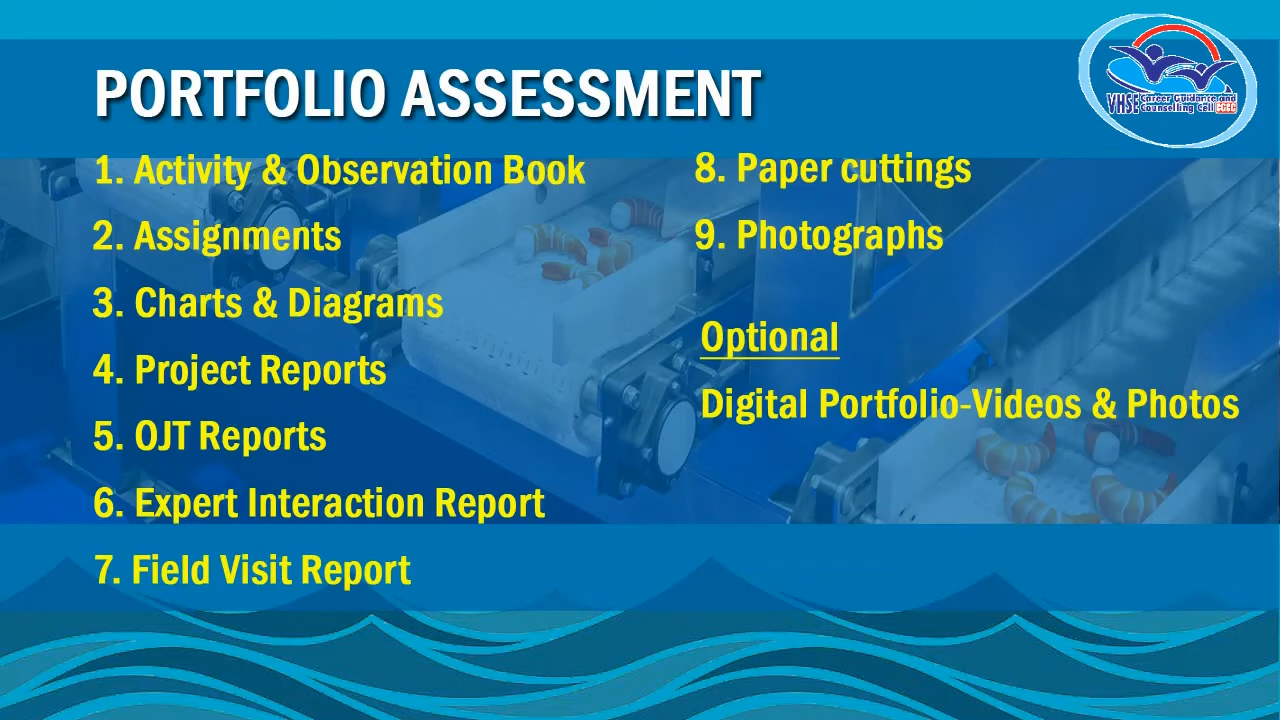 PORTFOLIO ASSESSMENT
VHSE Career Guidance and
Counselling Cell CGCC
1. Activity & Observation Book
2. Assignments
3. Charts & Diagrams
4. Project Reports
5. OJT Reports
6. Expert Interaction Report
7. Field Visit Report
8. Paper cuttings
9. Photographs
Optional
Digital Portfolio-Videos & Photos